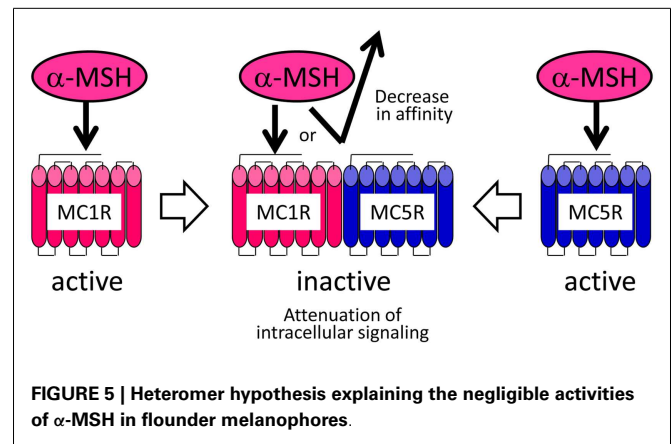 α-MSH
α-MSH
α-MSH
Decrease
in affinity
or
MC1R
MC1R
MC5R
MC5R
active
inactive
active
Attenuation of
intracellular signaling
FIGURE 5 | Heteromer hypothesis explaining the negligible activities
of α-MSH in flounder melanophores.